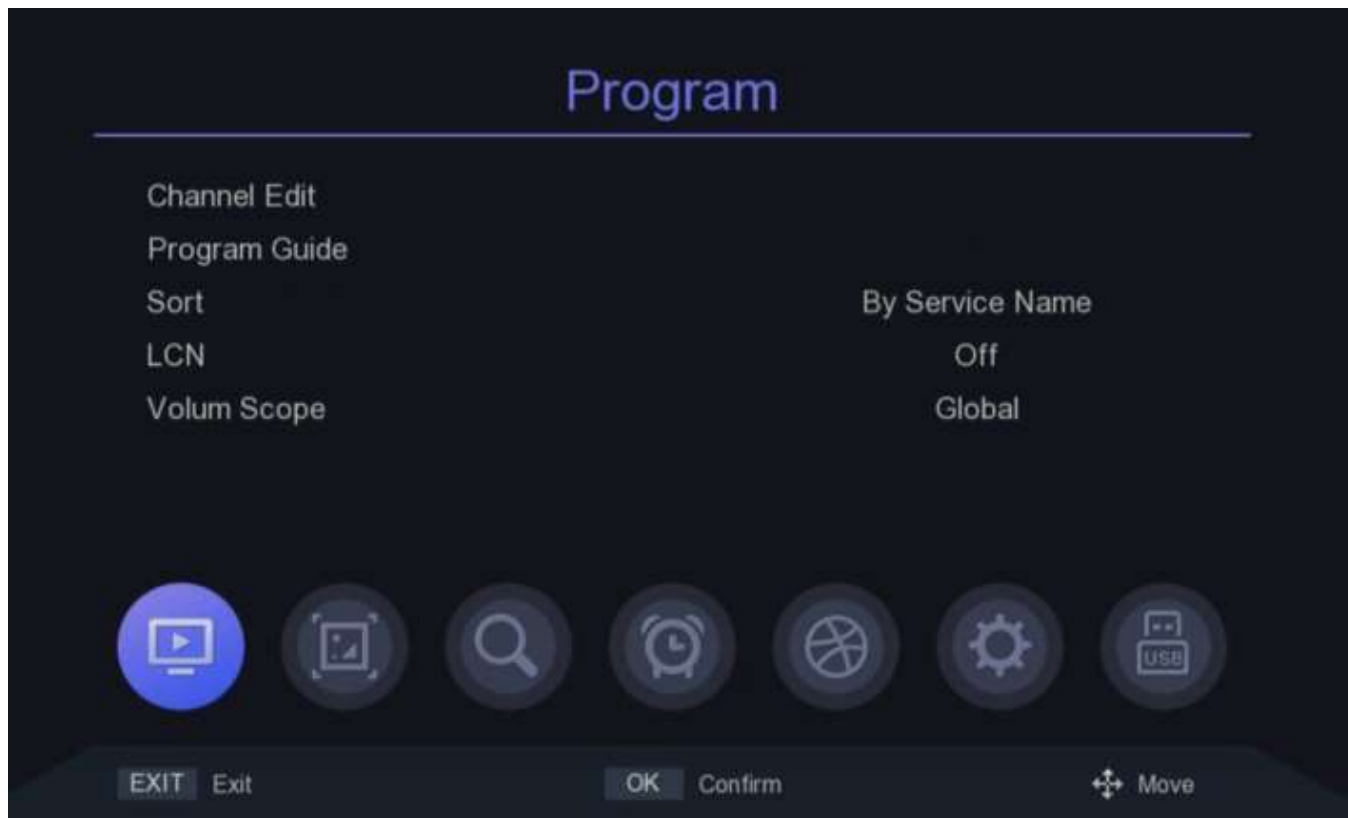 Program
Channel Edit
Program Guide
Sort By Service Name
LCN Off
Volum Scope Global
USB
EXIT Exit OK Confirm Move